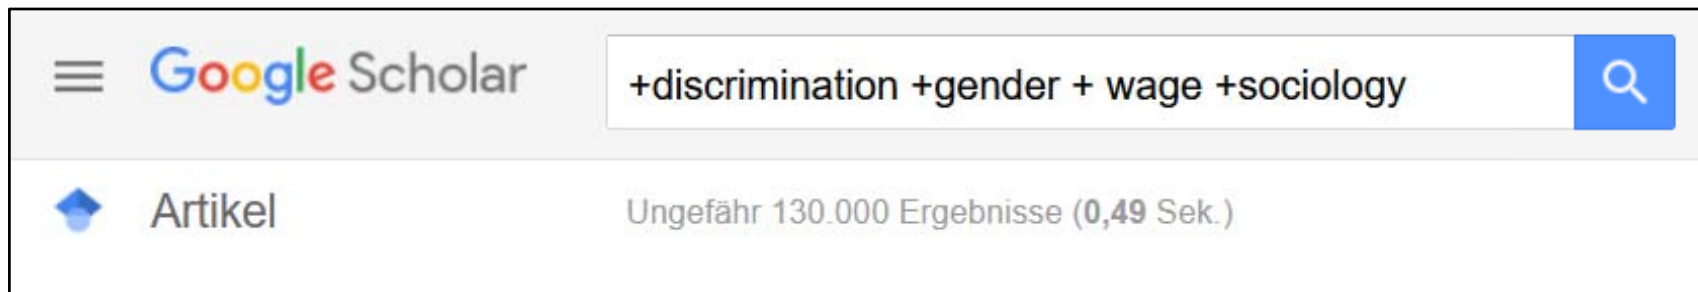 Google Scholar +discrimination +gender + wage +sociology
Artikel Ungefähr 130.000 Ergebnisse (0,49 Sek.)